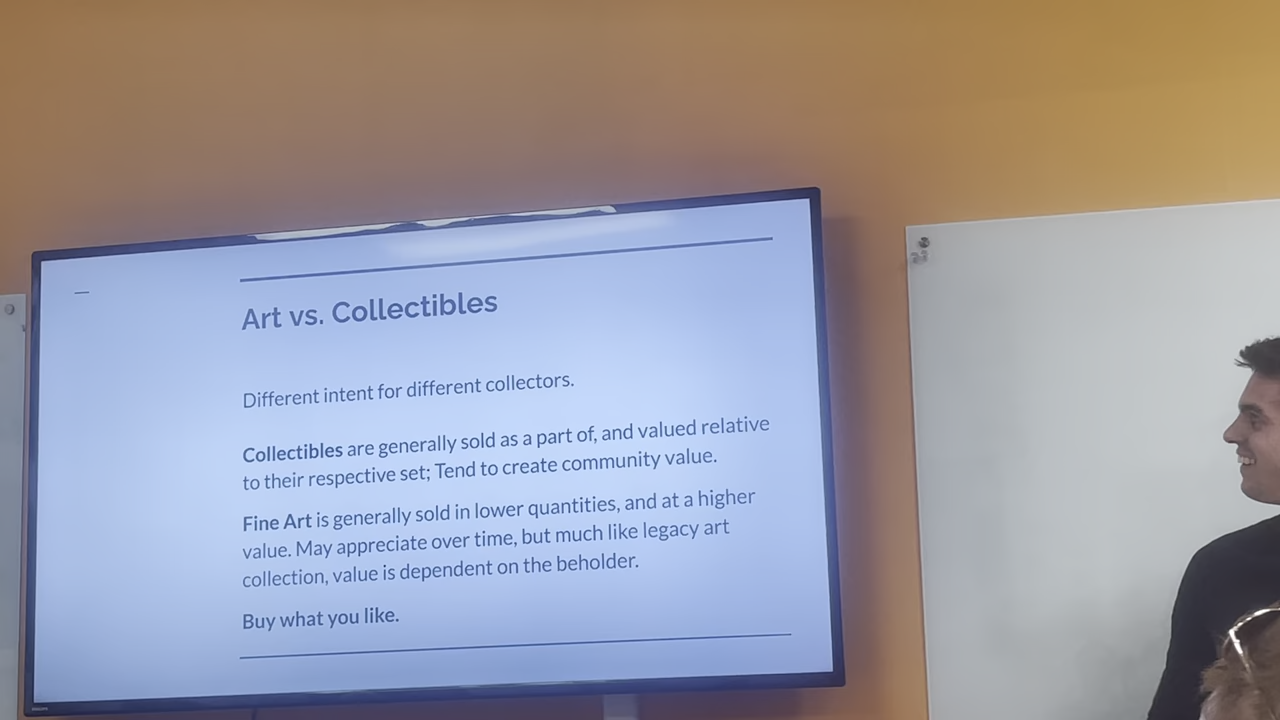 Art vs. Collectibles
Different intent for different collectors.
Collectibles are generally sold as a part of, and valued relative
to their respective set; Tend to create community value.
Fine Art is generally sold in lower quantities, and at a higher
value. May appreciate over time, but much like legacy art
collection, value is dependent on the beholder.
Buy what you like.
PHILIPS